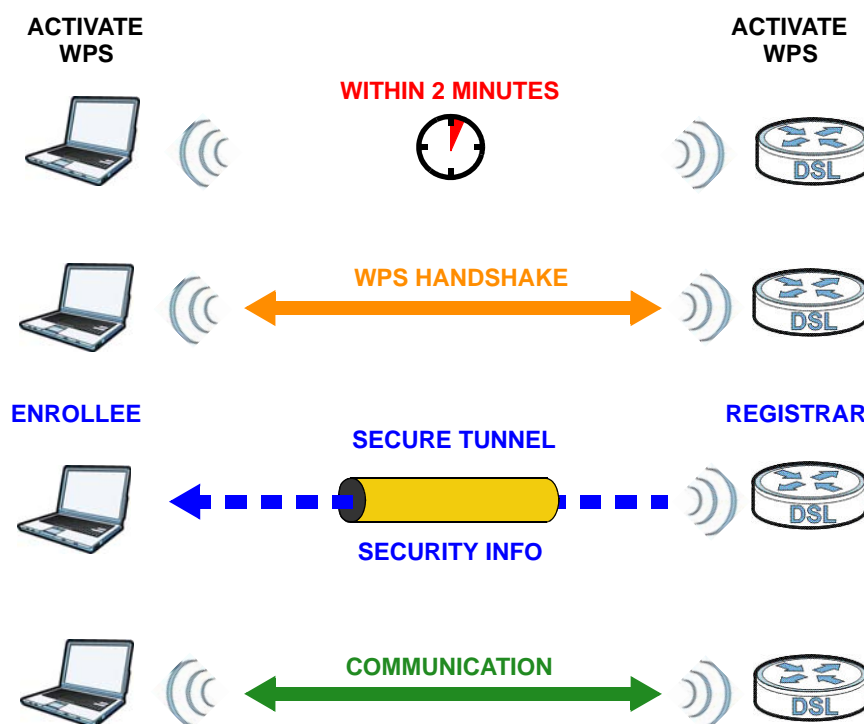 ACTIVATE
WPS
ACTIVATE
WPS
WITHIN 2 MINUTES
DSL
WPS HANDSHAKE
DSL
ENROLLEE
REGISTRAR
SECURE TUNNEL
DSL
SECURITY INFO
COMMUNICATION
DSL